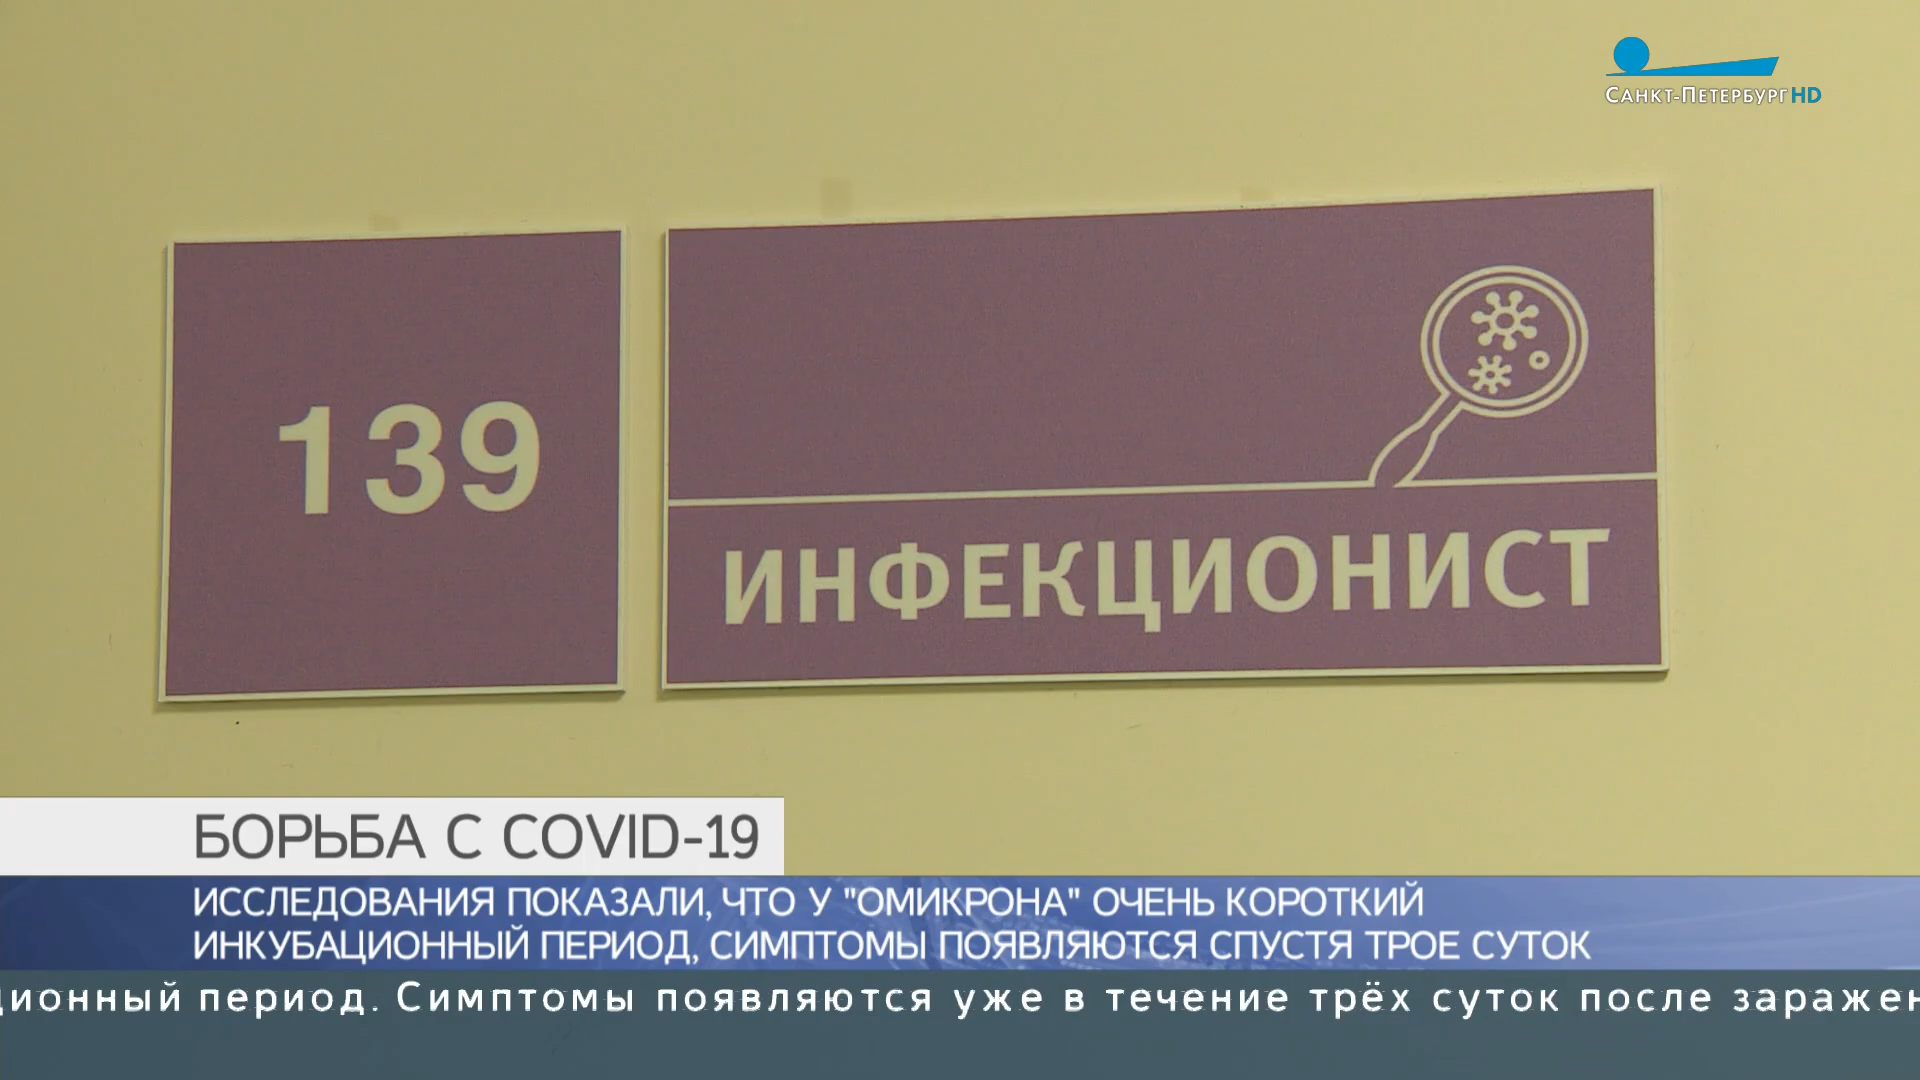 Санкт-Петербург HD
139
ИНФЕКЦИОНИСТ
БОРЬБА С COVID-19
ИССЛЕДОВАНИЯ ПОКАЗАЛИ, ЧТО У "ОМИКРОНА" ОЧЕНЬ КОРОТКИЙ
ИНКУБАЦИОННЫЙ ПЕРИОД, СИМПТОМЫ ПОЯВЛЯЮТСЯ СПУСТЯ ТРОЕ СУТОК
ционный период. Симптомы появляются уже в течение трёх суток после заражен